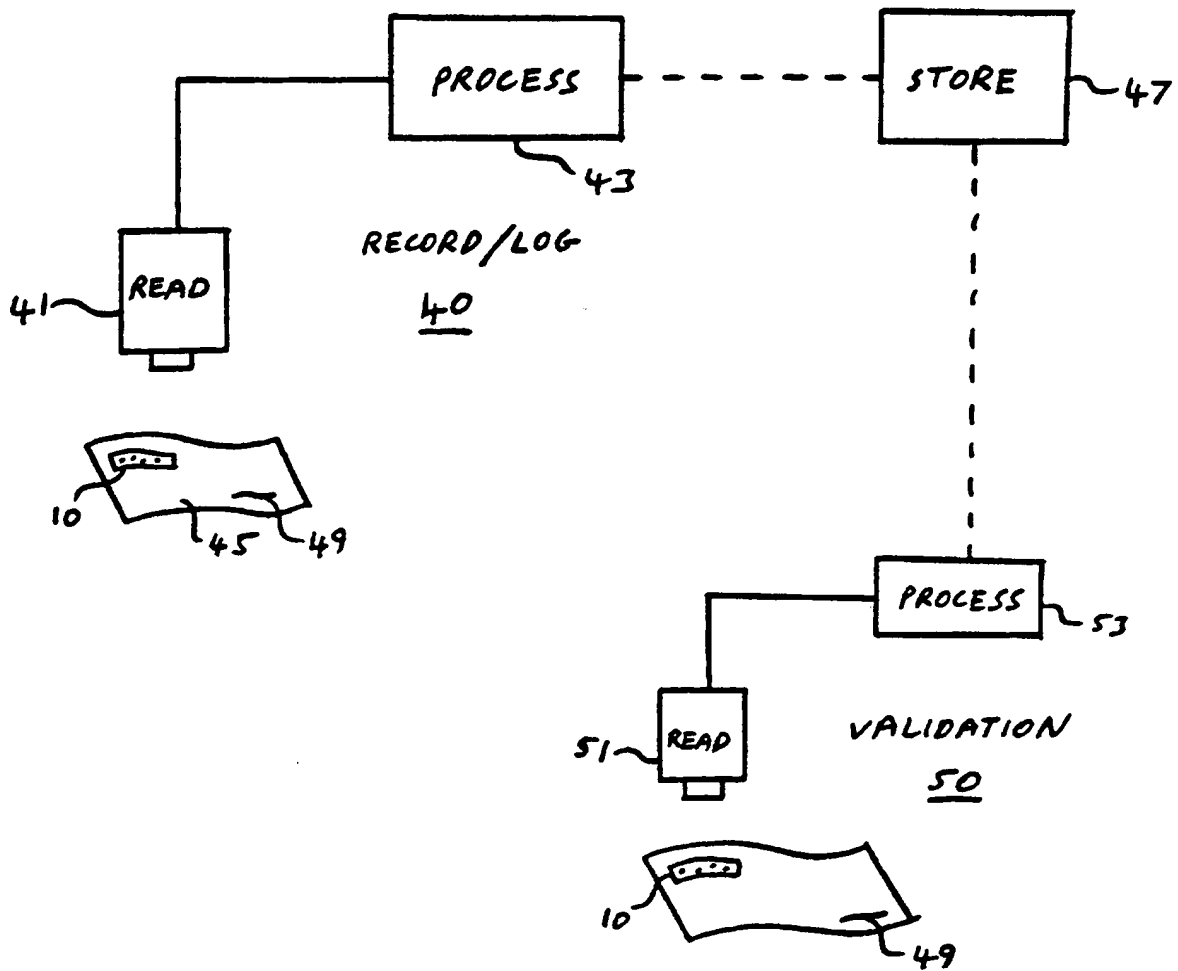 PROCESS
STORE
47
43
RECORD/LOG
40
READ
41
10
45
49
PROCESS
53
READ
51
VALIDATION
50
10
49